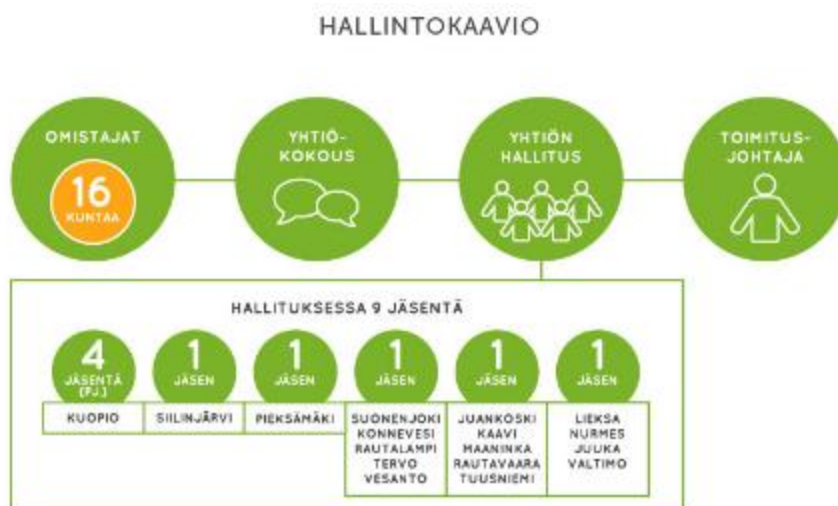 HALLINTOKAAVIO
OMISTAJAT
16
KUNTAA
YHTIÖ-
KOKOUS
YHTIÖN
HALLITUS
TOIMITUS-
JOHTAJA
HALLITUKSESSA 9 JÄSENTÄ
4
JÄSENTÄ
(PJ.)
KUOPIO
1
JÄSEN
SIILINJÄRVI
1
JÄSEN
PIEKSÄMÄKI
1
JÄSEN
SUONENJOKI
KONNEVESI
RAUTALAMPI
TERVO
VESANTO
1
JÄSEN
JUANKOSKI
KAAVI
MAANINKA
RAUTAVAARA
TUUSNIEMI
1
JÄSEN
LIEKSA
NURMES
JUUKA
VALTIMO